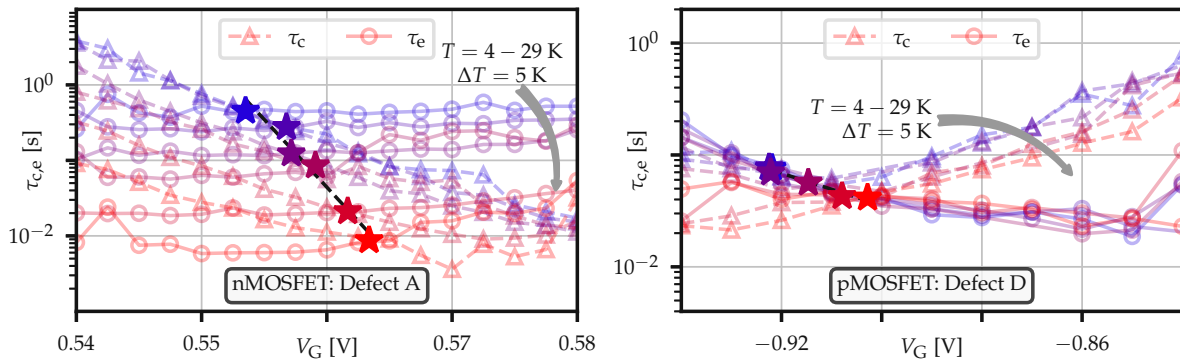 τc τe
T = 4 − 29 K
ΔT = 5 K
10^0
10^−2
τc,e [s]
nMOSFET: Defect A
0.54 0.55 0.57 0.58
VG [V]
τc τe
T = 4 − 29 K
ΔT = 5 K
10^0
10^−2
τc,e [s]
pMOSFET: Defect D
−0.92 −0.86
VG [V]